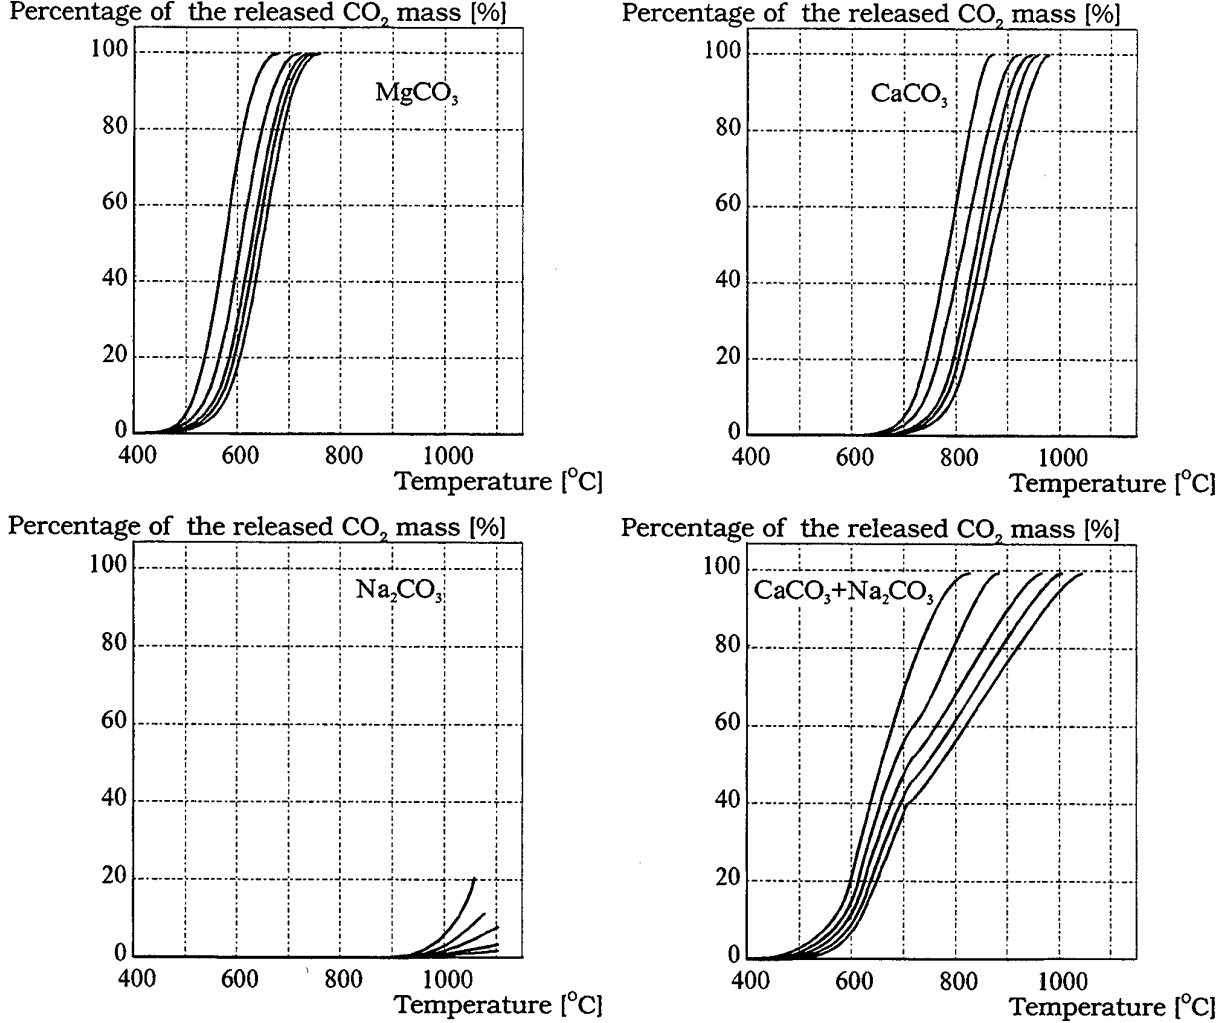 Percentage of the released CO₂ mass [%]
100
80
60
40
20
0
MgCO₃
400 600 800 1000
Temperature [°C]
Percentage of the released CO₂ mass [%]
100
80
60
40
20
0
CaCO₃
400 600 800 1000
Temperature [°C]
Percentage of the released CO₂ mass [%]
100
80
60
40
20
0
Na₂CO₃
400 600 800 1000
Temperature [°C]
Percentage of the released CO₂ mass [%]
100
80
60
40
20
0
CaCO₃+Na₂CO₃
400 600 800 1000
Temperature [°C]